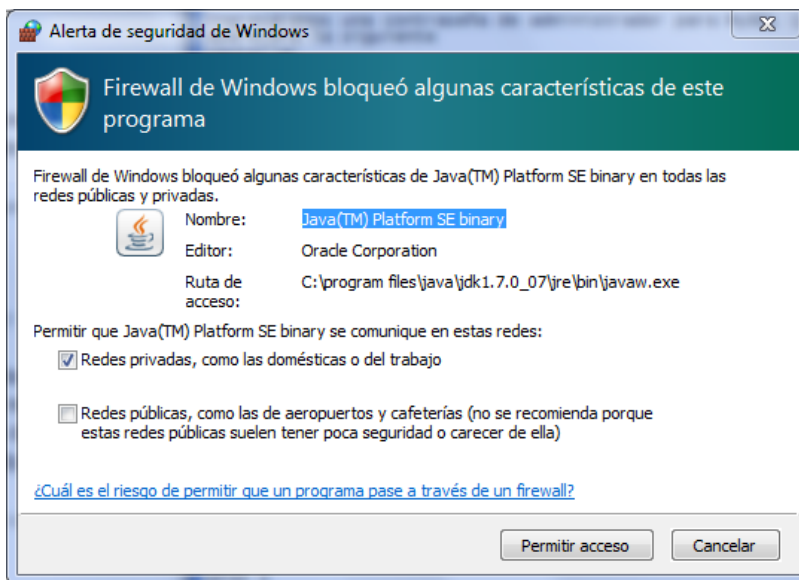 Alerta de seguridad de Windows
Firewall de Windows bloqueó algunas características de este
programa
Firewall de Windows bloqueó algunas características de Java(TM) Platform SE binary en todas las
redes públicas y privadas.
Nombre: Java(TM) Platform SE binary
Editor: Oracle Corporation
Ruta de acceso: C:\program files\java\jdk1.7.0_07\jre\bin\javaw.exe
Permitir que Java(TM) Platform SE binary se comunique en estas redes:
Redes privadas, como las domésticas o del trabajo
Redes públicas, como las de aeropuertos y cafeterías (no se recomienda porque
estas redes públicas suelen tener poca seguridad o carecer de ella)
¿Cuál es el riesgo de permitir que un programa pase a través de un firewall?
Permitir acceso Cancelar